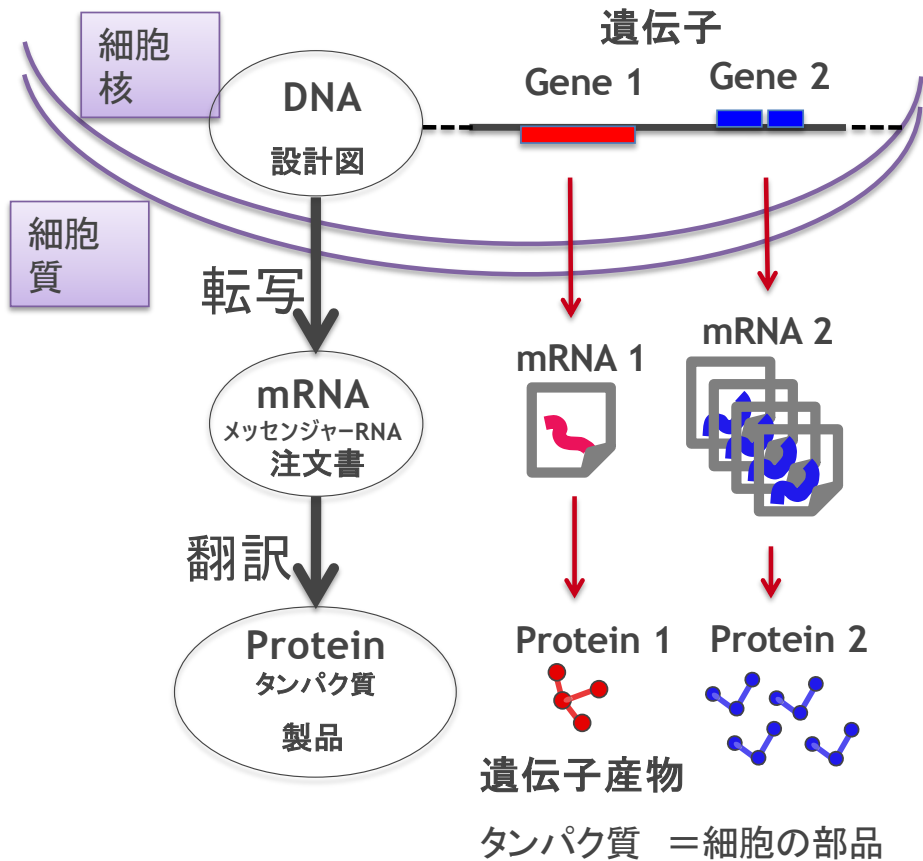 細胞
核
遺伝子
Gene 1
Gene 2
DNA
設計図
細胞
質
転写
mRNA
メッセンジャーRNA
注文書
mRNA 1
mRNA 2
翻訳
Protein
タンパク質
製品
Protein 1
Protein 2
遺伝子産物
タンパク質 ＝細胞の部品